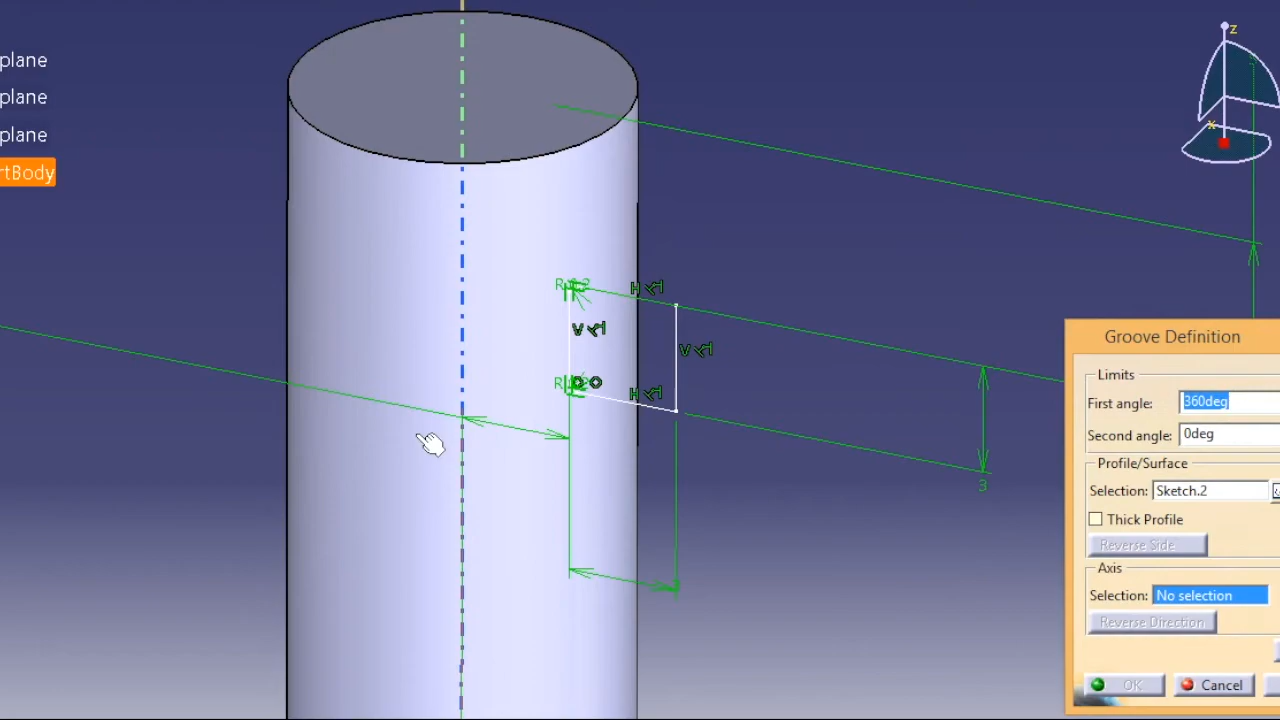 plane
plane
plane
rtBody
z
x
H
V
V
H
3
Groove Definition
Limits
First angle: 360deg
Second angle: 0deg
Profile/Surface
Selection: Sketch.2
Thick Profile
Reverse Side
Axis
Selection: No selection
Reverse Direction
OK Cancel